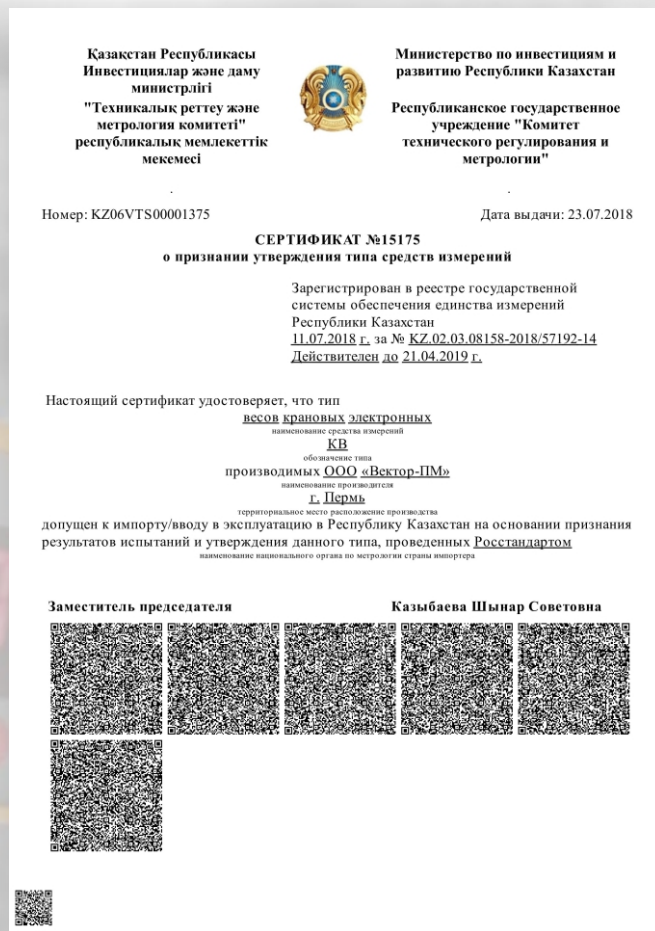 Қазақстан Республикасы
Инвестициялар және даму
министрлігі
"Техникалық реттеу және
метрология комитеті"
республикалық мемлекеттік
мекемесі
Министерство по инвестициям и
развитию Республики Казахстан
Республиканское государственное
учреждение "Комитет
технического регулирования и
метрологии"
Номер: KZ06VTS00001375
Дата выдачи: 23.07.2018
СЕРТИФИКАТ №15175
о признании утверждения типа средств измерений
Зарегистрирован в реестре государственной
системы обеспечения единства измерений
Республики Казахстан
11.07.2018 г. за № KZ.02.03.08158-2018/57192-14
Действителен до 21.04.2019 г.
Настоящий сертификат удостоверяет, что тип
весов крановых электронных
наименование средства измерений
КВ
обозначение типа
производимых ООО «Вектор-ПМ»
наименование производителя
г. Пермь
территориальное место расположение производства
допущен к импорту/вводу в эксплуатацию в Республику Казахстан на основании признания
результатов испытаний и утверждения данного типа, проведенных Росстандартом
наименование национального органа по метрологии страны импортера
Заместитель председателя
Казыбаева Шынар Советовна